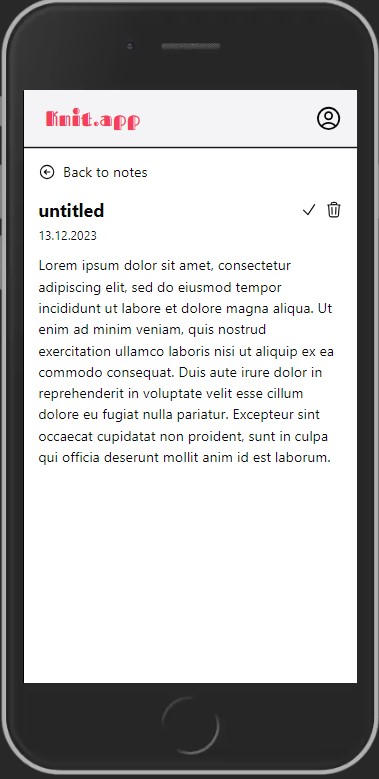 Knit.app
Back to notes
untitled
13.12.2023
Lorem ipsum dolor sit amet, consectetur
adipiscing elit, sed do eiusmod tempor
incididunt ut labore et dolore magna aliqua. Ut
enim ad minim veniam, quis nostrud
exercitation ullamco laboris nisi ut aliquip ex ea
commodo consequat. Duis aute irure dolor in
reprehenderit in voluptate velit esse cillum
dolore eu fugiat nulla pariatur. Excepteur sint
occaecat cupidatat non proident, sunt in culpa
qui officia deserunt mollit anim id est laborum.